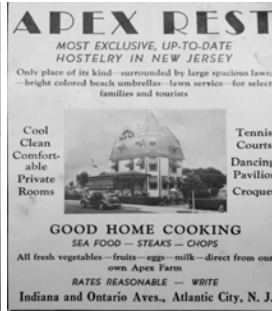 APEX REST
MOST EXCLUSIVE, UP-TO-DATE
HOSTELRY IN NEW JERSEY
Only place of its kind—surrounded by large spacious lawns
—bright colored beach umbrellas—lawn service—for select
families and tourists
Cool
Clean
Comfort-
able
Private
Rooms
Tennis
Courts
Dancing
Pavilion
Croquet
GOOD HOME COOKING
SEA FOOD — STEAKS — CHOPS
All fresh vegetables—fruits—eggs—milk—direct from our
own Apex Farm
RATES REASONABLE — WRITE
Indiana and Ontario Aves., Atlantic City, N. J.